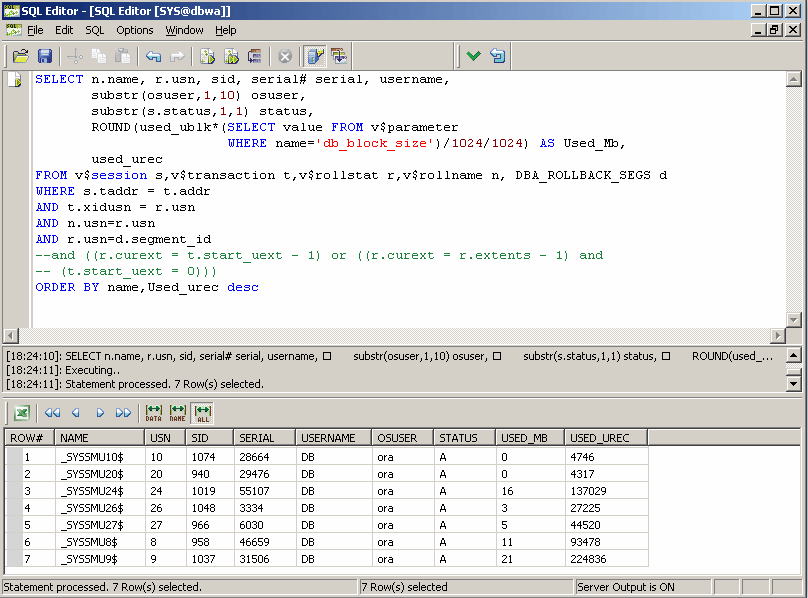 SQL Editor - [SQL Editor [SYS@dbwa]]
File Edit SQL Options Window Help
SELECT n.name, r.usn, sid, serial# serial, username,
substr(osuser,1,10) osuser,
substr(s.status,1,1) status,
ROUND(used_ublk*(SELECT value FROM v$parameter
WHERE name='db_block_size')/1024/1024) AS Used_Mb,
used_urec
FROM v$session s,v$transaction t,v$rollstat r,v$rollname n, DBA_ROLLBACK_SEGS d
WHERE s.taddr = t.addr
AND t.xidusn = r.usn
AND n.usn=r.usn
AND r.usn=d.segment_id
--and ((r.curext = t.start_uext - 1) or ((r.curext = r.extents - 1) and
-- (t.start_uext = 0)))
ORDER BY name,Used_urec desc
[18:24:10]: SELECT n.name, r.usn, sid, serial# serial, username, □ substr(osuser,1,10) osuser, □ substr(s.status,1,1) status, □ ROUND(used_...
[18:24:11]: Executing..
[18:24:11]: Statement processed. 7 Row(s) selected.
DATA NAME ALL
ROW# NAME USN SID SERIAL USERNAME OSUSER STATUS USED_MB USED_UREC
1 _SYSSMU10$ 10 1074 28664 DB ora A 0 4746
2 _SYSSMU20$ 20 940 29476 DB ora A 0 4317
3 _SYSSMU24$ 24 1019 55107 DB ora A 16 137029
4 _SYSSMU26$ 26 1048 3334 DB ora A 3 27225
5 _SYSSMU27$ 27 966 6030 DB ora A 5 44520
6 _SYSSMU8$ 8 958 46659 DB ora A 11 93478
7 _SYSSMU9$ 9 1037 31506 DB ora A 21 224836
Statement processed. 7 Row(s) selected. 7 Row(s) selected Server Output is ON